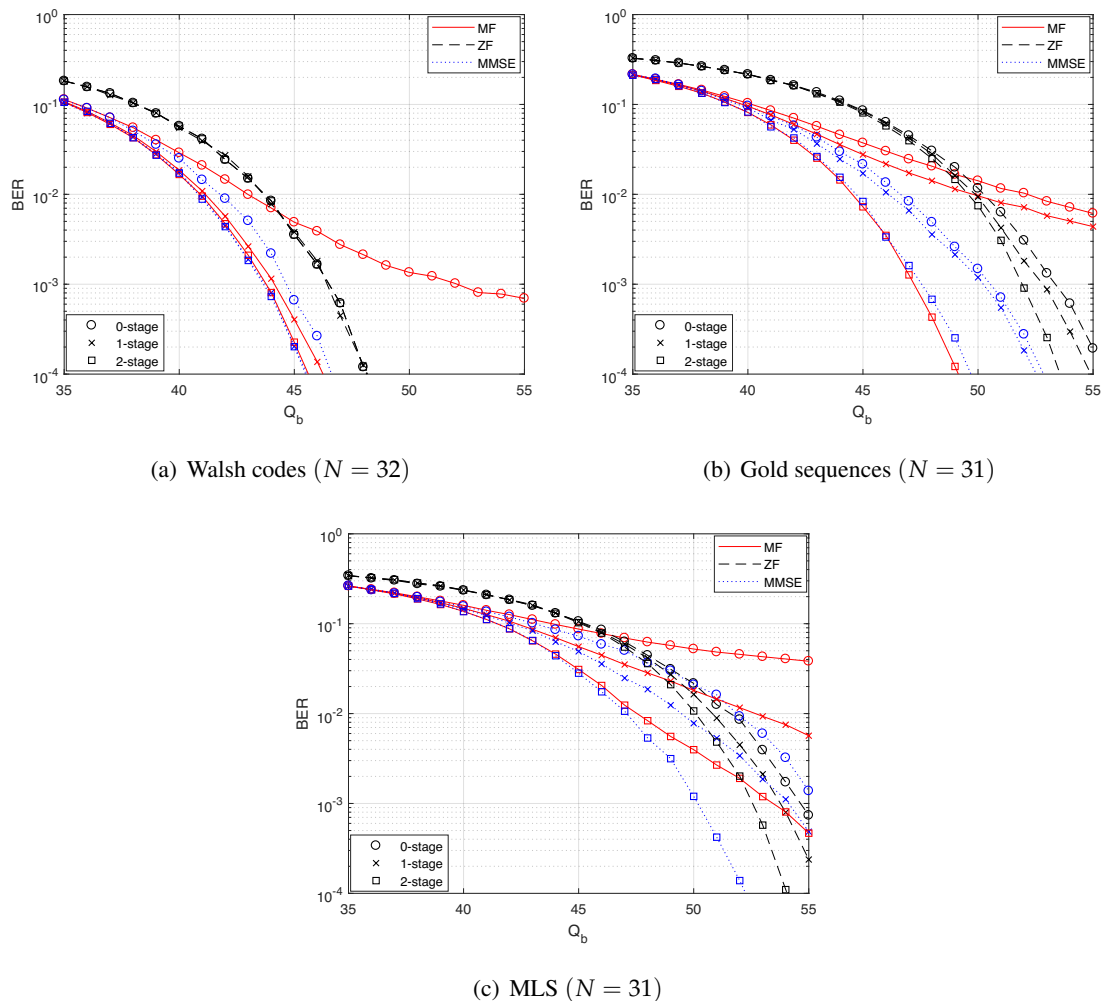 10^0
10^-1
10^-2
10^-3
10^-4
BER
35 40 45 50 55
Q_b
MF
ZF
MMSE
0-stage
1-stage
2-stage
(a) Walsh codes (N = 32)
10^0
10^-1
10^-2
10^-3
10^-4
BER
35 40 45 50 55
Q_b
MF
ZF
MMSE
0-stage
1-stage
2-stage
(b) Gold sequences (N = 31)
10^0
10^-1
10^-2
10^-3
10^-4
BER
35 40 45 50 55
Q_b
MF
ZF
MMSE
0-stage
1-stage
2-stage
(c) MLS (N = 31)